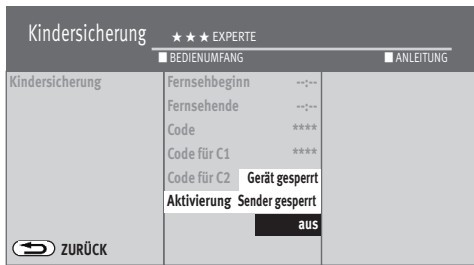 Kindersicherung ★ ★ ★ EXPERTE
BEDIENUMFANG ANLEITUNG
Kindersicherung Fernsehbeginn --:--
Fernsehende --:--
Code ****
Code für C1 ****
Code für C2 Gerät gesperrt
Aktivierung Sender gesperrt
aus
ZURÜCK